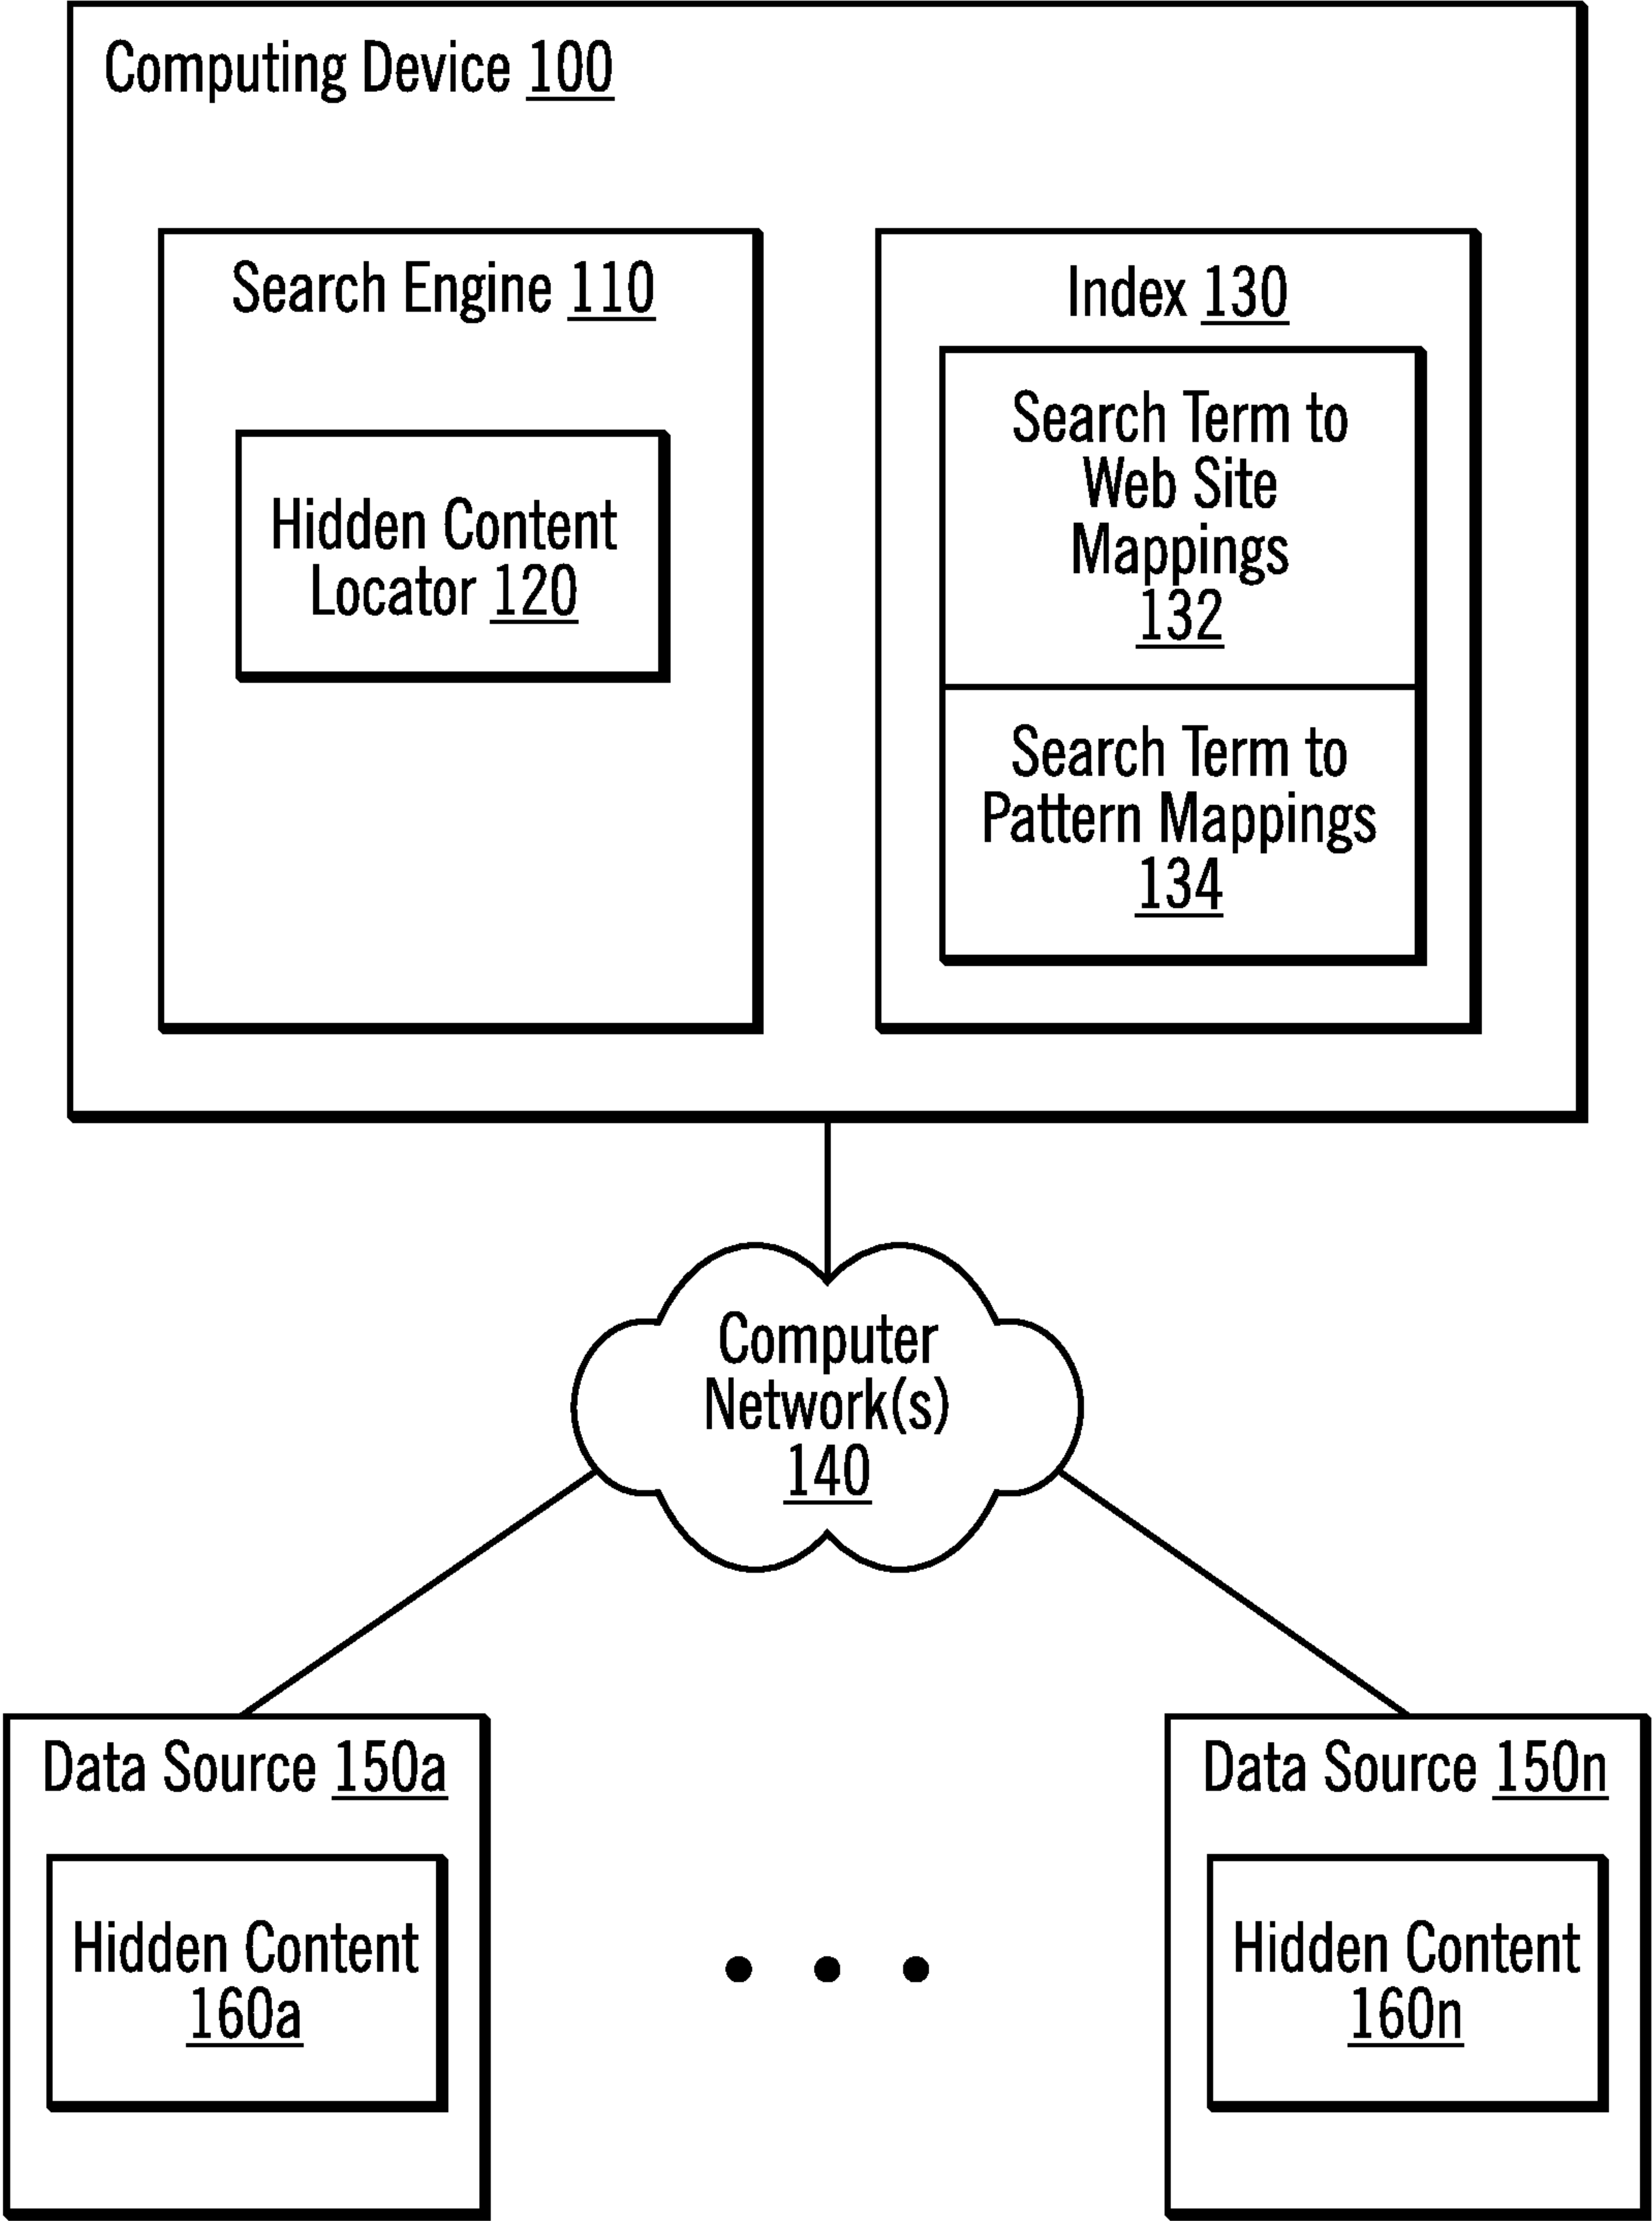 Computing Device 100
Search Engine 110
Hidden Content
Locator 120
Index 130
Search Term to
Web Site
Mappings
132
Search Term to
Pattern Mappings
134
Computer
Network(s)
140
Data Source 150a
Hidden Content
160a
Data Source 150n
Hidden Content
160n